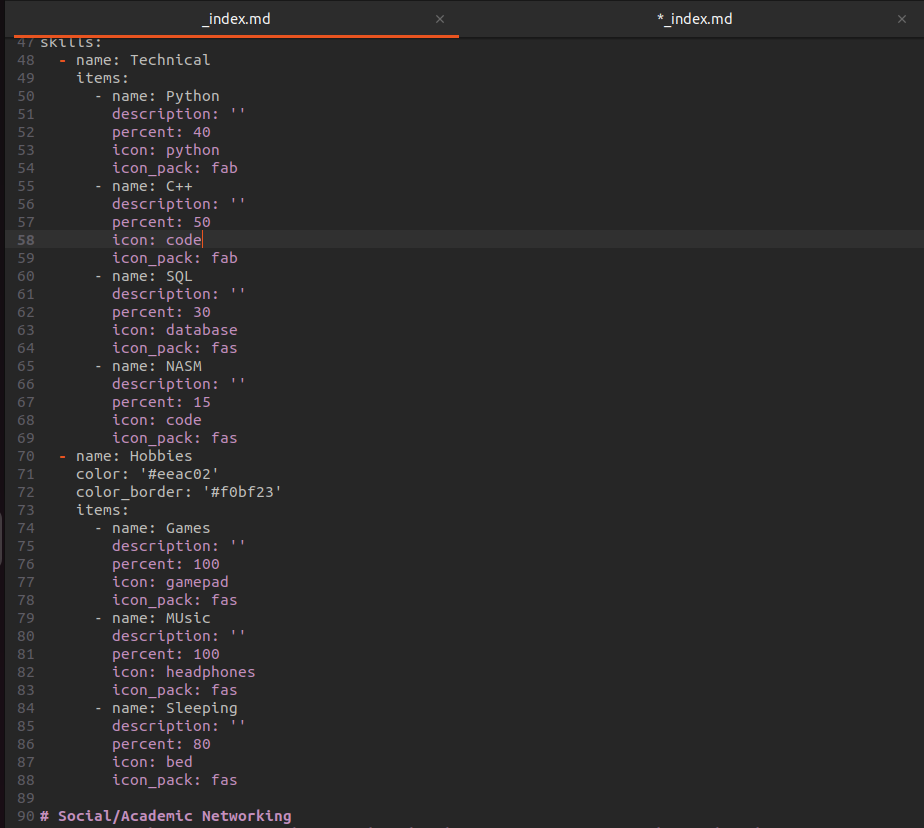 _index.md × *_index.md ×
47 skills:
48   - name: Technical
49     items:
50       - name: Python
51         description: ''
52         percent: 40
53         icon: python
54         icon_pack: fab
55       - name: C++
56         description: ''
57         percent: 50
58         icon: code
59         icon_pack: fab
60       - name: SQL
61         description: ''
62         percent: 30
63         icon: database
64         icon_pack: fas
65       - name: NASM
66         description: ''
67         percent: 15
68         icon: code
69         icon_pack: fas
70   - name: Hobbies
71     color: '#eeac02'
72     color_border: '#f0bf23'
73     items:
74       - name: Games
75         description: ''
76         percent: 100
77         icon: gamepad
78         icon_pack: fas
79       - name: MUsic
80         description: ''
81         percent: 100
82         icon: headphones
83         icon_pack: fas
84       - name: Sleeping
85         description: ''
86         percent: 80
87         icon: bed
88         icon_pack: fas
89
90 # Social/Academic Networking